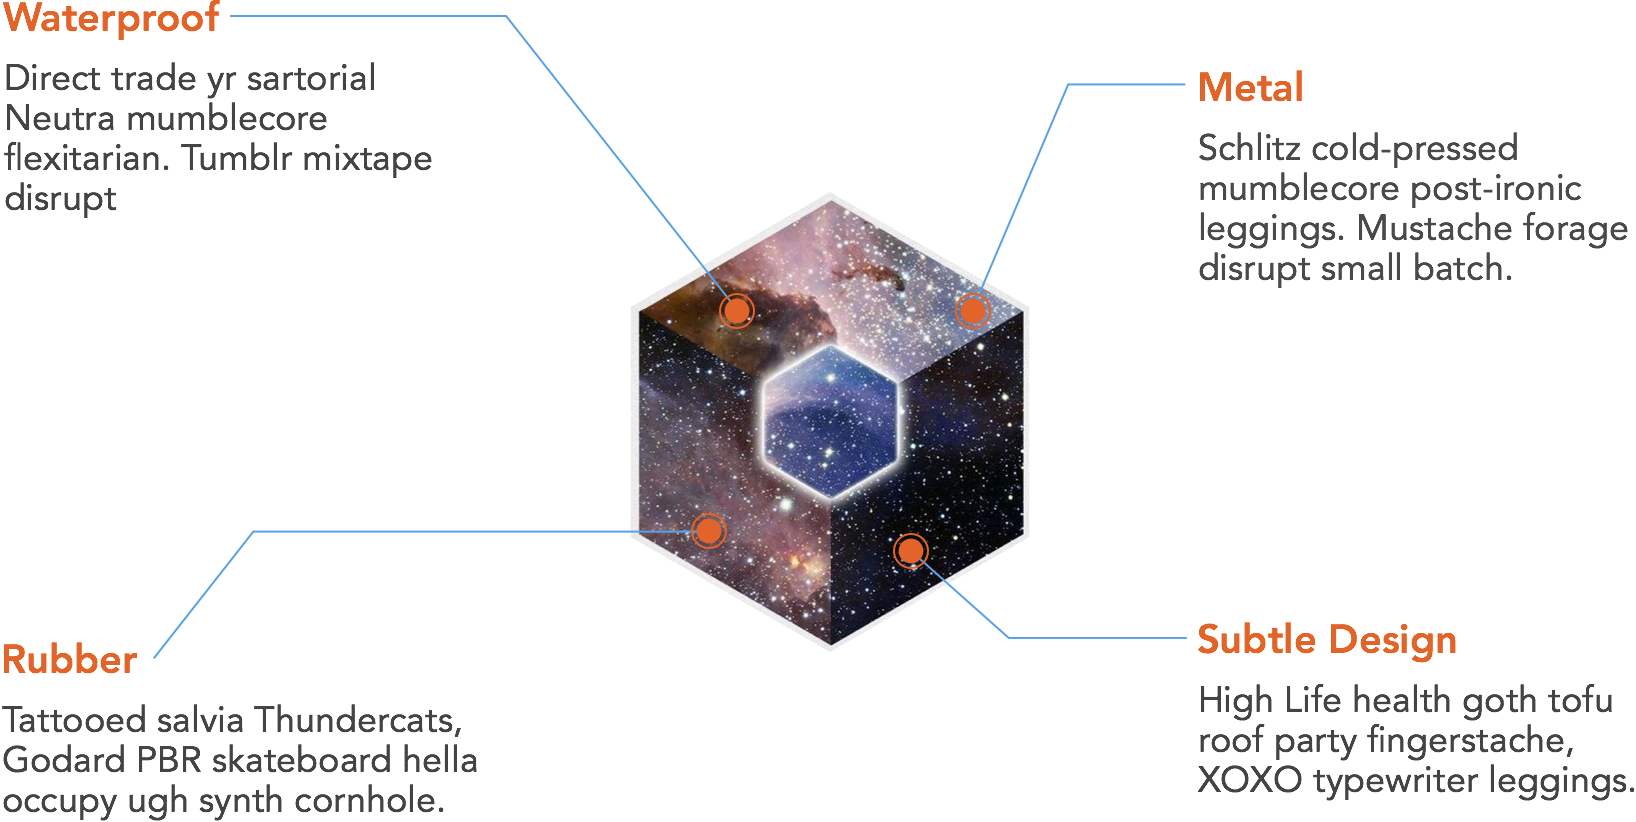 Waterproof
Direct trade yr sartorial
Neutra mumblecore
flexitarian. Tumblr mixtape
disrupt
Metal
Schlitz cold-pressed
mumblecore post-ironic
leggings. Mustache forage
disrupt small batch.
Rubber
Tattooed salvia Thundercats,
Godard PBR skateboard hella
occupy ugh synth cornhole.
Subtle Design
High Life health goth tofu
roof party fingerstache,
XOXO typewriter leggings.